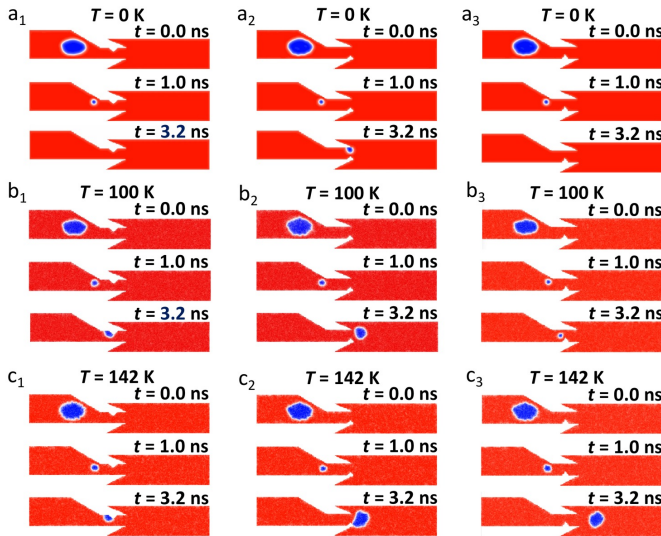 a1 T = 0 K a2 T = 0 K a3 T = 0 K
t = 0.0 ns t = 0.0 ns t = 0.0 ns
t = 1.0 ns t = 1.0 ns t = 1.0 ns
t = 3.2 ns t = 3.2 ns t = 3.2 ns
b1 T = 100 K b2 T = 100 K b3 T = 100 K
t = 0.0 ns t = 0.0 ns t = 0.0 ns
t = 1.0 ns t = 1.0 ns t = 1.0 ns
t = 3.2 ns t = 3.2 ns t = 3.2 ns
c1 T = 142 K c2 T = 142 K c3 T = 142 K
t = 0.0 ns t = 0.0 ns t = 0.0 ns
t = 1.0 ns t = 1.0 ns t = 1.0 ns
t = 3.2 ns t = 3.2 ns t = 3.2 ns